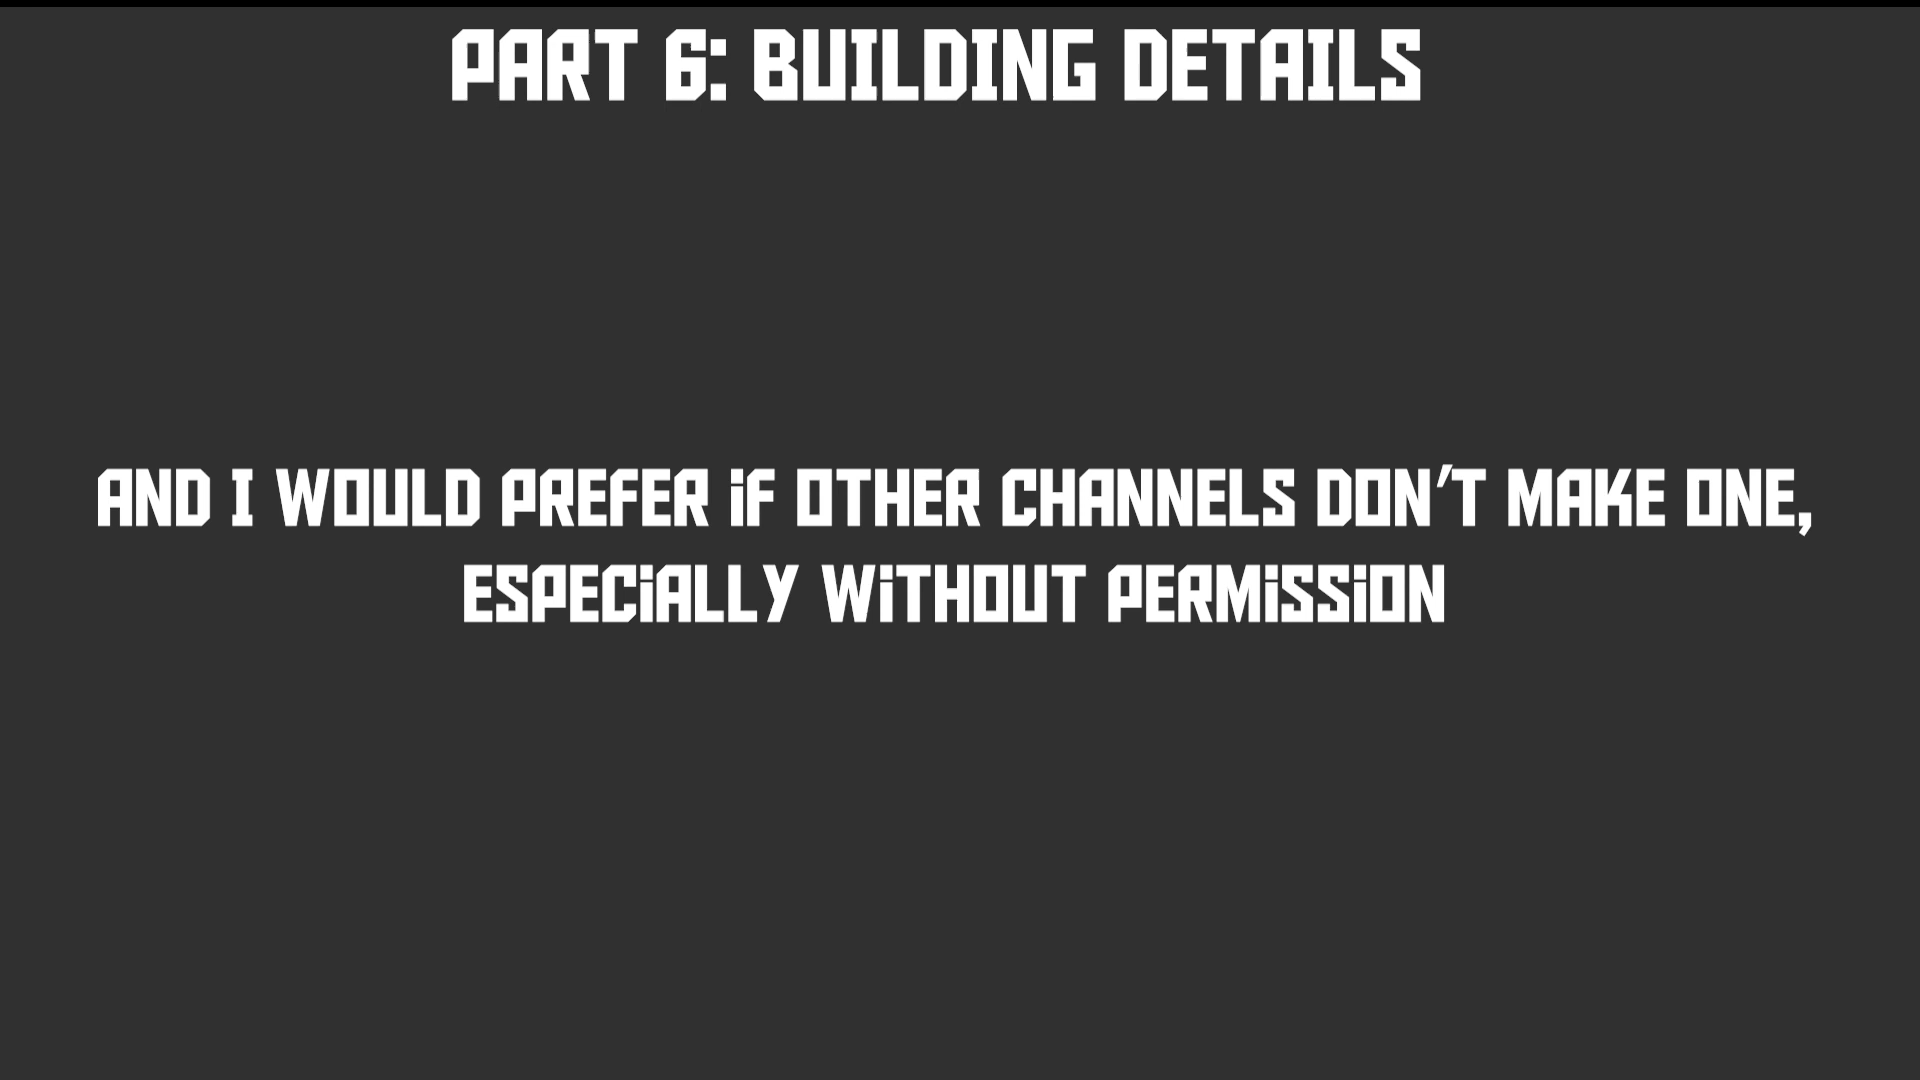 PART 6: BUILDING DETAILS
AND I WOULD PREFER iF OTHER CHANNELS DON'T MAKE ONE,
ESPECiALLY WiTHOUT PERMiSSiON